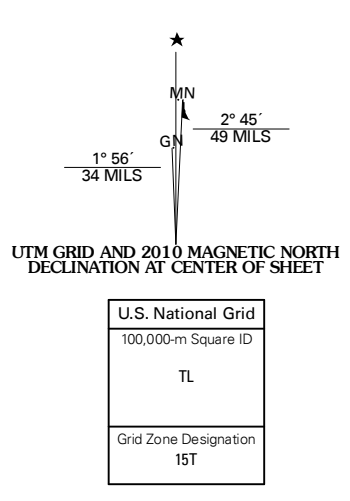 MN
GN
2° 45´
49 MILS
1° 56´
34 MILS
UTM GRID AND 2010 MAGNETIC NORTH
DECLINATION AT CENTER OF SHEET
U.S. National Grid
100,000-m Square ID
TL
Grid Zone Designation
15T